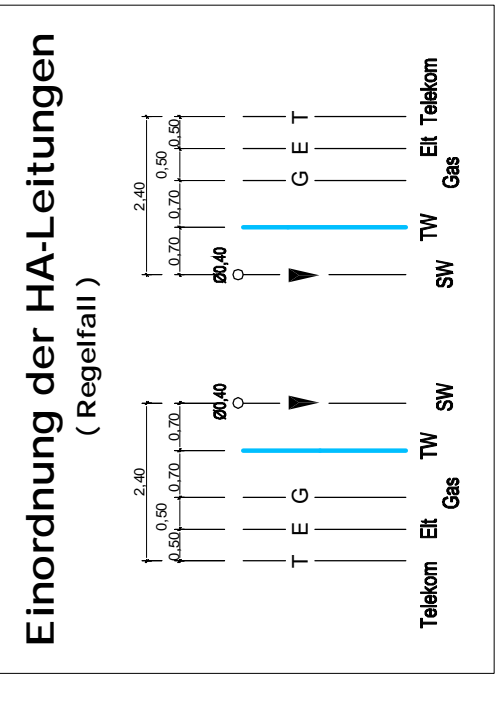 Einordnung der HA-Leitungen
( Regelfall )
2,40
0,50
0,50 0,70 0,70
Ø0,40
T E G
Telekom Elt Gas TW SW
2,40
0,50
0,70 0,70 0,50
Ø0,40
G E T
SW TW Gas Elt Telekom